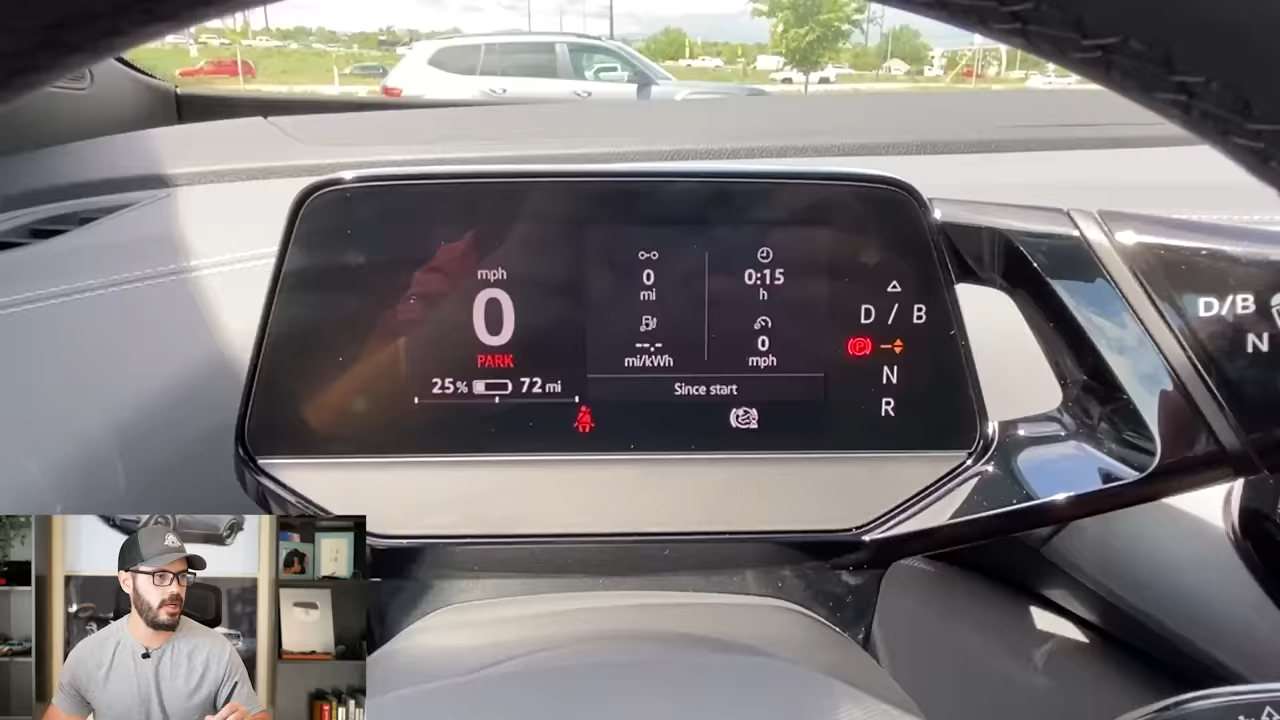 mph
0
PARK
25% 72 mi
0
mi
0:15
h
--.-
mi/kWh
0
mph
Since start
D / B
P
N
R
D/B
N